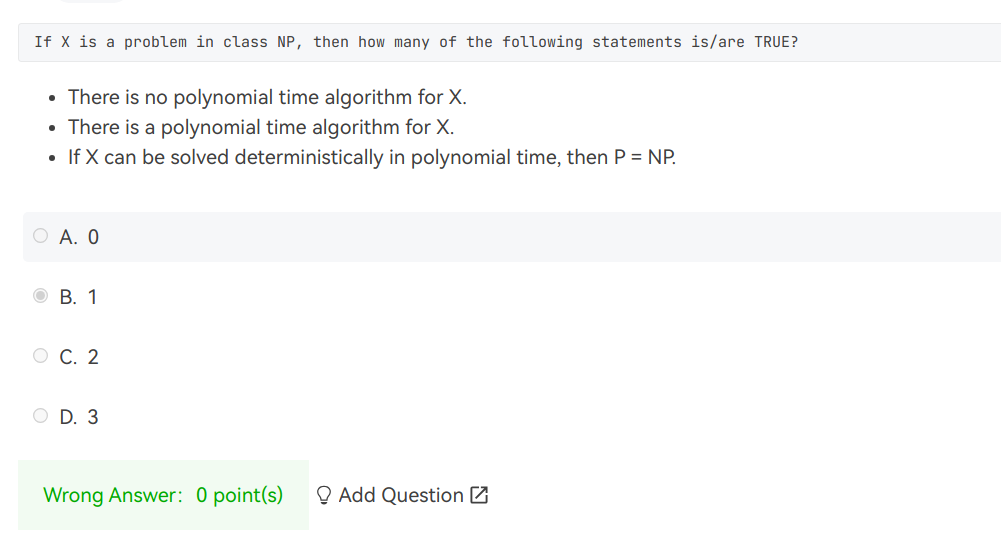 If X is a problem in class NP, then how many of the following statements is/are TRUE?
• There is no polynomial time algorithm for X.
• There is a polynomial time algorithm for X.
• If X can be solved deterministically in polynomial time, then P = NP.
A. 0
B. 1
C. 2
D. 3
Wrong Answer: 0 point(s) Add Question